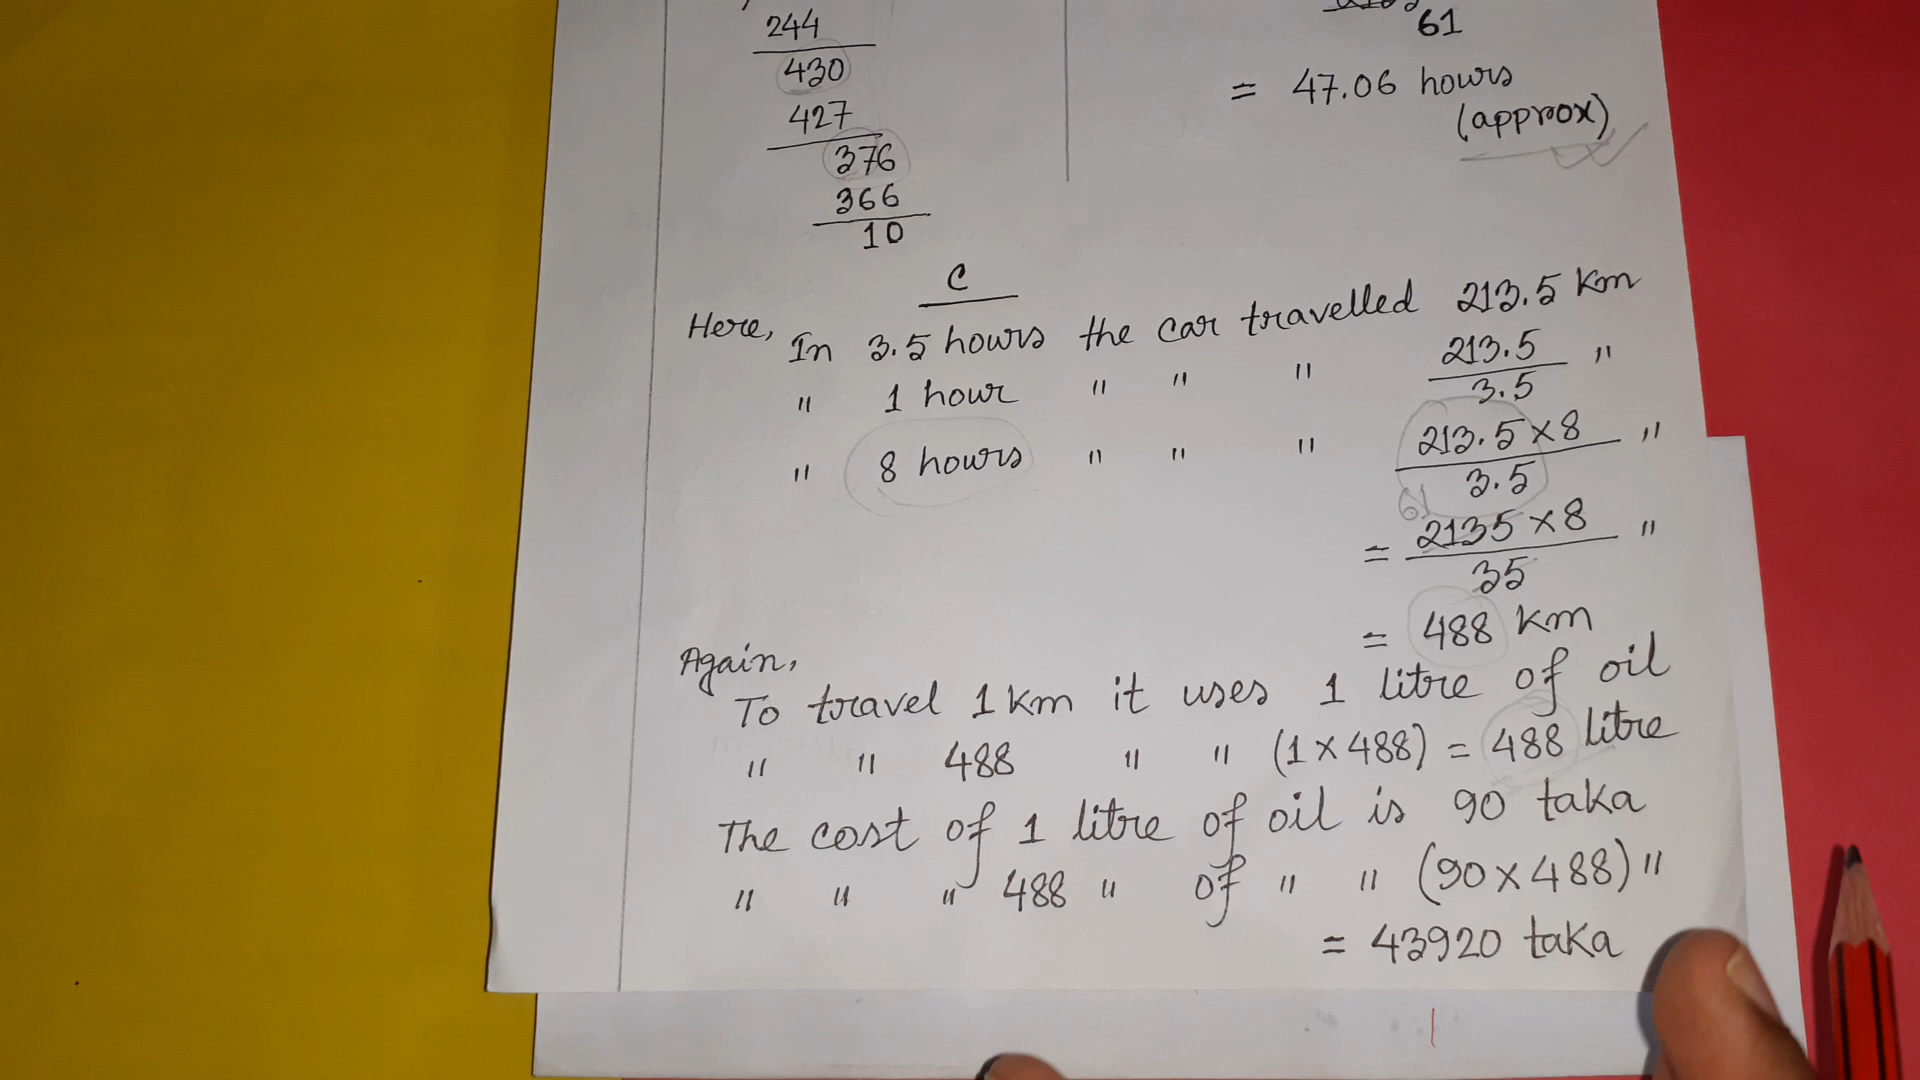 244
430
427
376
366
10
61
= 47.06 hours
(approx)
C
Here, In 3.5 hours the car travelled 213.5 km
" 1 hour " " " 213.5/3.5 "
" 8 hours " " " 213.5×8/3.5 "
61
= 2135×8/35 "
= 488 km
Again,
To travel 1 km it uses 1 litre of oil
" " 488 " " (1×488) = 488 litre
The cost of 1 litre of oil is 90 taka
" " " 488 " of " " (90×488) "
= 43920 taka